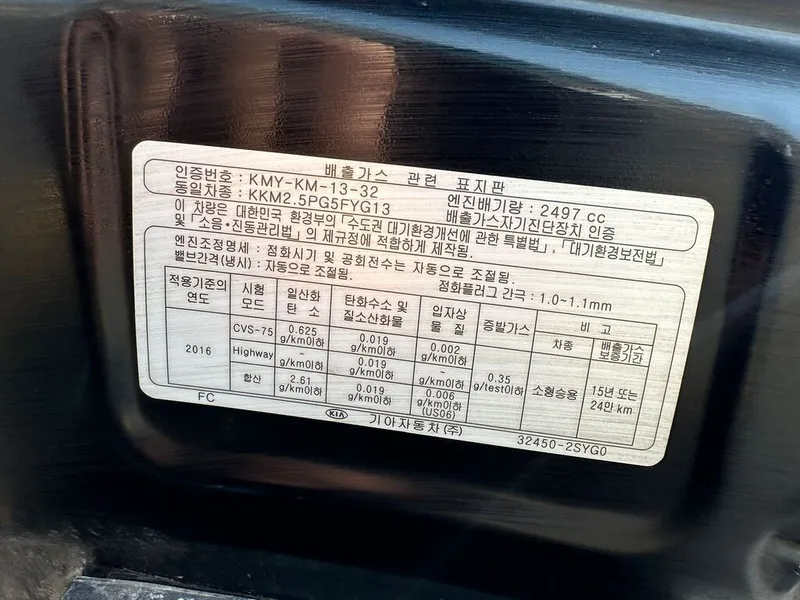 배출가스 관련 표지판
인증번호 : KMY-KM-13-32 엔진배기량 : 2497 cc
동일차종 : KKM2.5PG5FYG13 배출가스자기진단장치 인증
이 차량은 대한민국 환경부의 「수도권 대기환경개선에 관한 특별법」, 「대기환경보전법」
및 「소음·진동관리법」의 제규정에 적합하게 제작됨.
엔진조정명세 : 점화시기 및 공회전수는 자동으로 조절됨.
밸브간격(냉시) : 자동으로 조절됨. 점화플러그 간극 : 1.0~1.1mm
적용기준의 연도 시험 모드 일산화 탄소 탄화수소 및 질소산화물 입자상 물질 증발가스 비고
차종 배출가스 보증기간
2016 CVS-75 0.625 g/km이하 0.019 g/km이하 0.002 g/km이하 0.35 g/test이하 소형승용 15년 또는 24만 km
Highway - g/km이하 0.019 g/km이하 - g/km이하
합산 2.61 g/km이하 0.019 g/km이하 0.006 g/km이하 (US06)
FC KIA 기아자동차(주) 32450-2SYG0